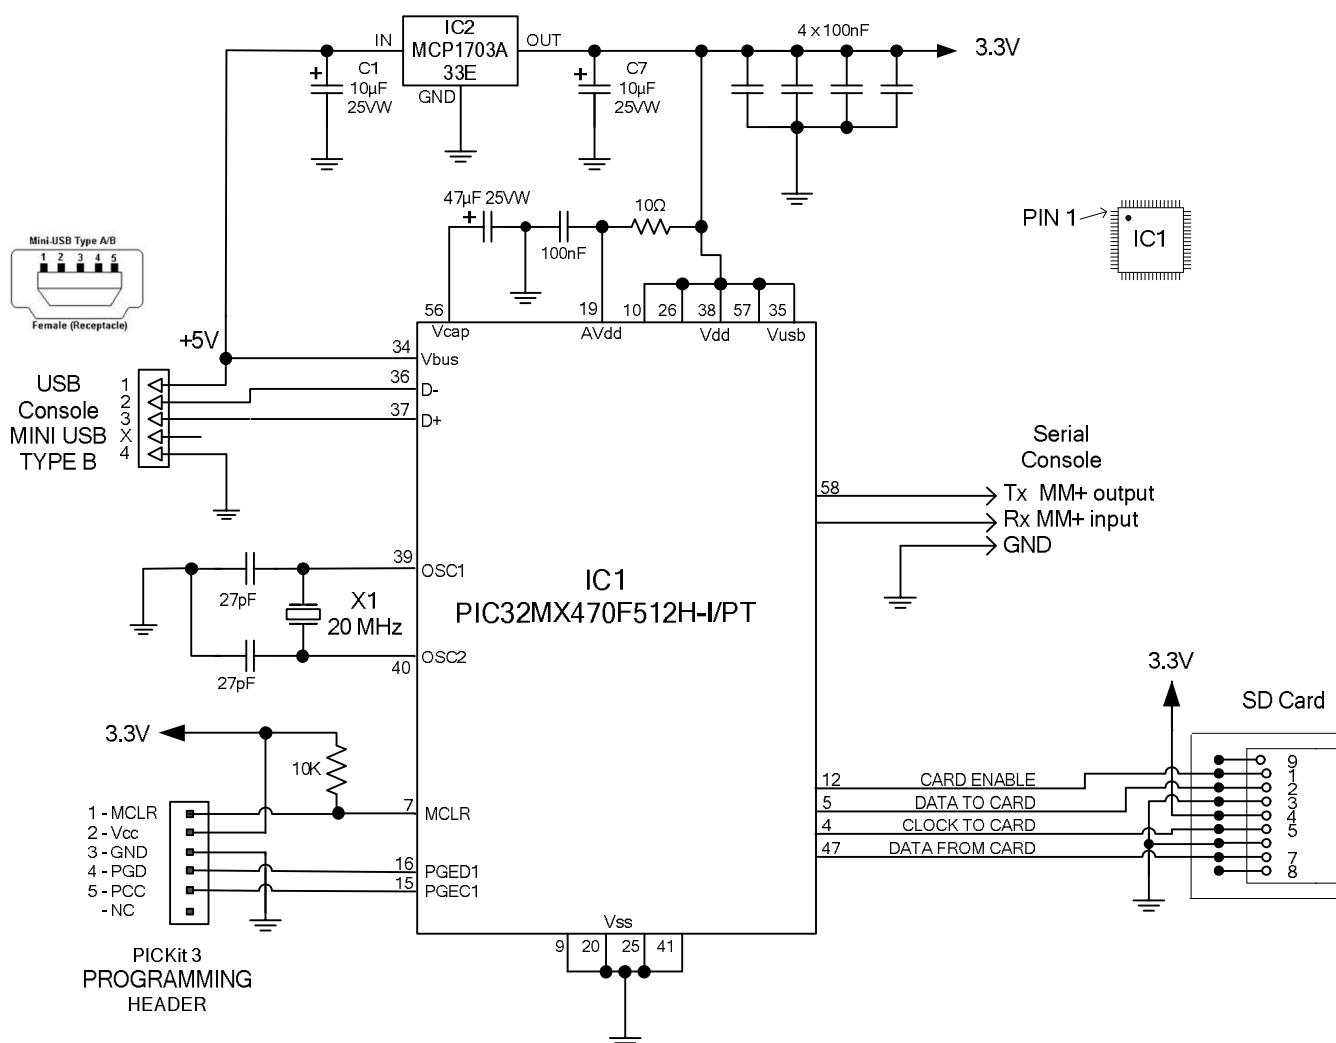 IC2
MCP1703A
33E
IN
OUT
GND
C1
10µF
25VW
C7
10µF
25VW
4 x 100nF
3.3V
47µF 25VW
100nF
10Ω
PIN 1
IC1
Mini-USB Type A/B
1 2 3 4 5
Female (Receptacle)
+5V
USB
Console
MINI USB
TYPE B
1
2
3
X
4
56
Vcap
19
AVdd
10
26
38
57
35
Vdd
Vusb
34
Vbus
36
D-
37
D+
Serial
Console
58
Tx MM+ output
Rx MM+ input
GND
39
OSC1
27pF
X1
20 MHz
27pF
40
OSC2
IC1
PIC32MX470F512H-I/PT
3.3V
10K
7
MCLR
1 - MCLR
2 - Vcc
3 - GND
4 - PGD
5 - PCC
- NC
16
PGED1
15
PGEC1
PICKit 3
PROGRAMMING
HEADER
Vss
9
20
25
41
3.3V
SD Card
12 CARD ENABLE
5 DATA TO CARD
4 CLOCK TO CARD
47 DATA FROM CARD
9
1
2
3
4
5
7
8